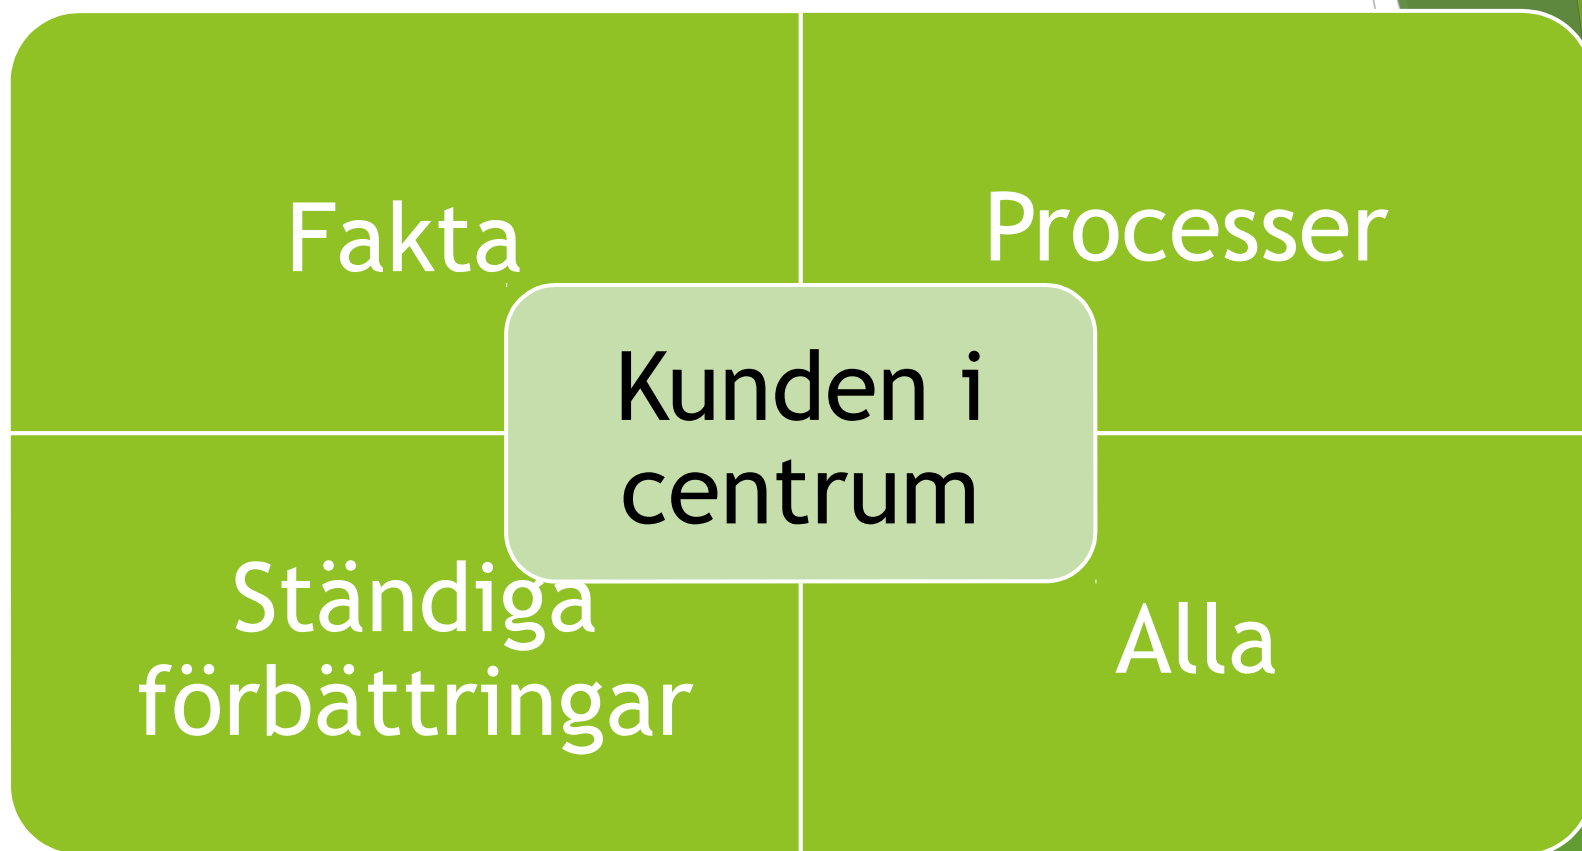 Fakta
Processer
Kunden i
centrum
Ständiga
förbättringar
Alla